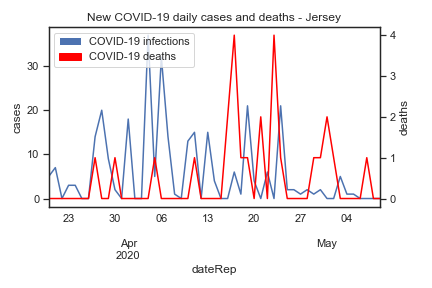 New COVID-19 daily cases and deaths - Jersey
COVID-19 infections
COVID-19 deaths
cases
30
20
10
0
deaths
4
3
2
1
0
23 30 06 13 20 27 04
Apr May
2020
dateRep